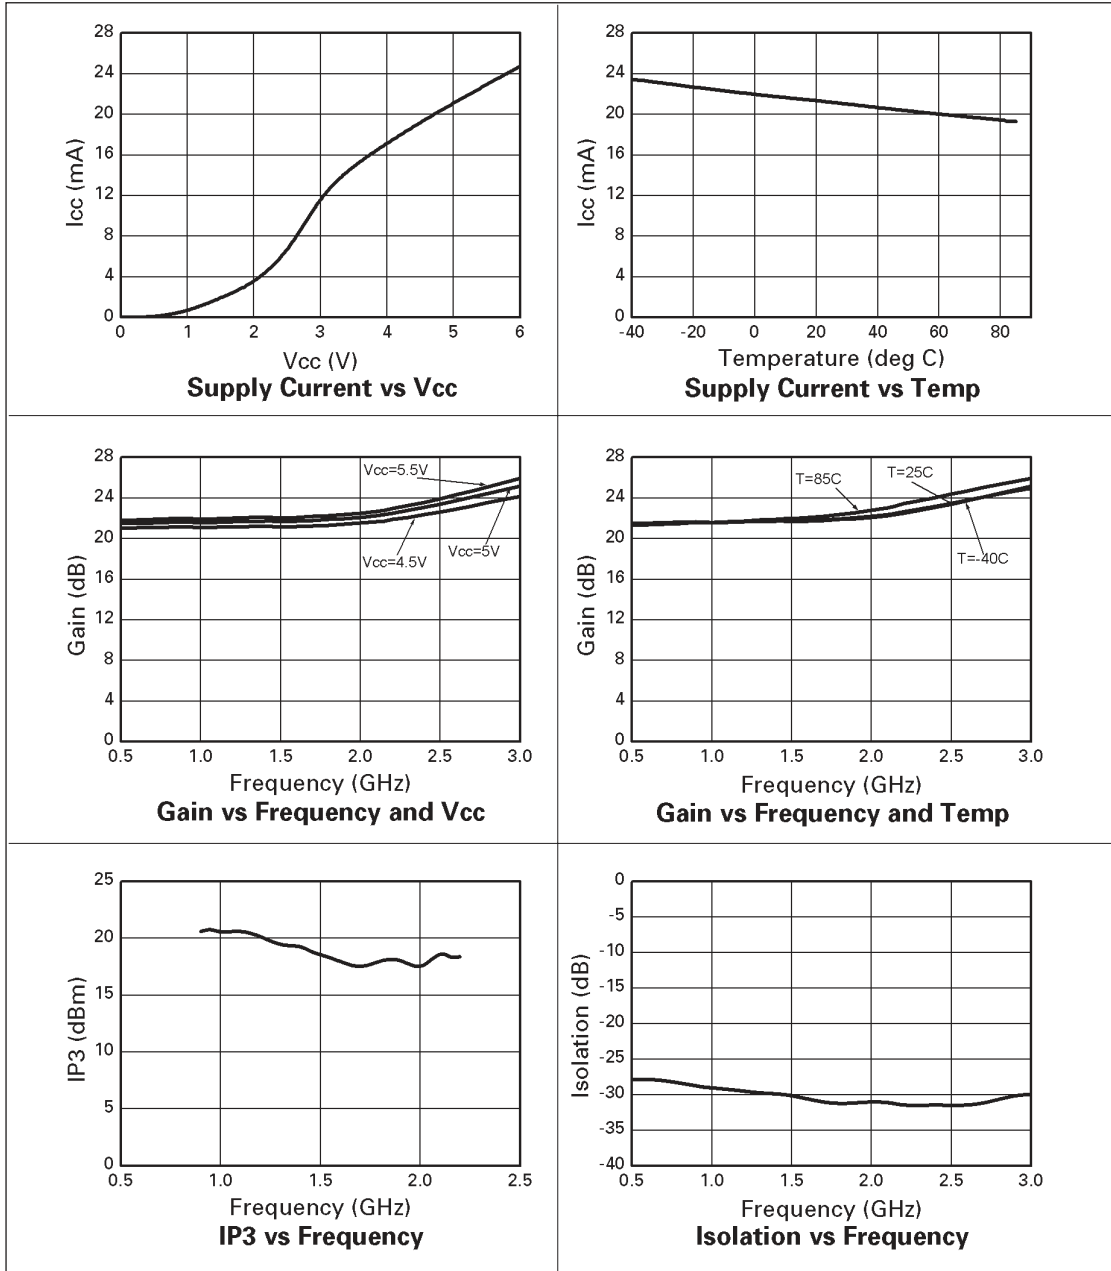 28
24
20
16
12
8
4
0
Icc (mA)
0 1 2 3 4 5 6
Vcc (V)
Supply Current vs Vcc
28
24
20
16
12
8
4
0
Icc (mA)
-40 -20 0 20 40 60 80
Temperature (deg C)
Supply Current vs Temp
28
24
20
16
12
8
4
0
Gain (dB)
Vcc=5.5V
Vcc=5V
Vcc=4.5V
0.5 1.0 1.5 2.0 2.5 3.0
Frequency (GHz)
Gain vs Frequency and Vcc
28
24
20
16
12
8
4
0
Gain (dB)
T=85C
T=25C
T=-40C
0.5 1.0 1.5 2.0 2.5 3.0
Frequency (GHz)
Gain vs Frequency and Temp
25
20
15
10
5
0
IP3 (dBm)
0.5 1.0 1.5 2.0 2.5
Frequency (GHz)
IP3 vs Frequency
0
-5
-10
-15
-20
-25
-30
-35
-40
Isolation (dB)
0.5 1.0 1.5 2.0 2.5 3.0
Frequency (GHz)
Isolation vs Frequency